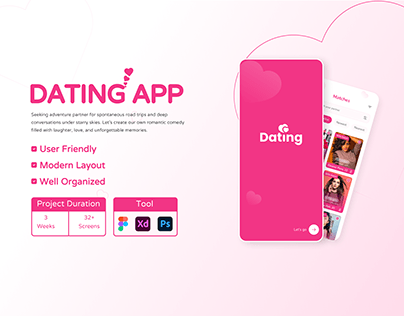 DATING APP
Seeking adventure partner for spontaneous road trips and deep
conversations under starry skies. Let's create our own romantic comedy
filled with laughter, love, and unforgettable memories.
User Friendly
Modern Layout
Well Organized
Project Duration
3
Weeks
32+
Screens
Tool
Xd
Ps
Dating
Let's go
Matches